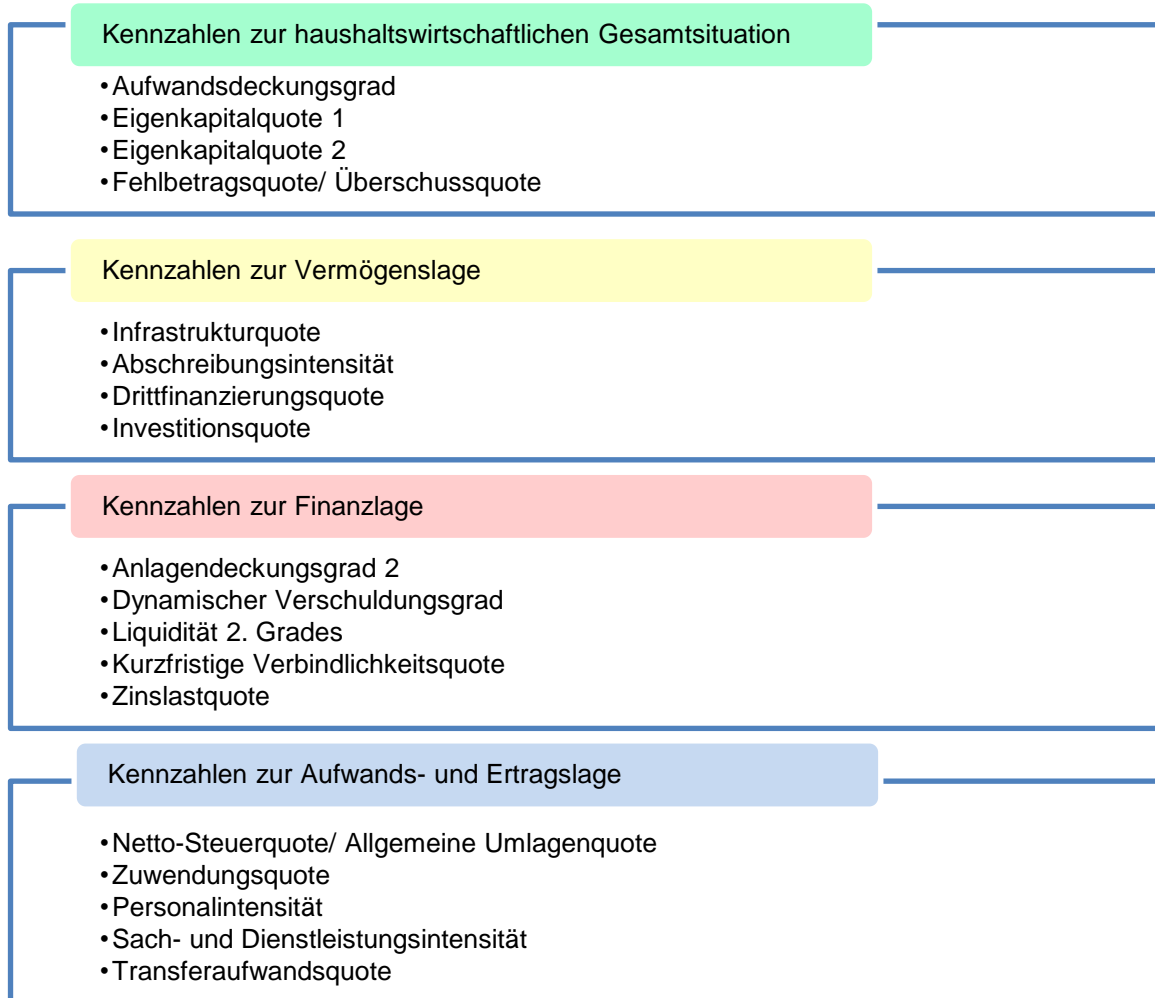 Kennzahlen zur haushaltswirtschaftlichen Gesamtsituation
•Aufwandsdeckungsgrad
•Eigenkapitalquote 1
•Eigenkapitalquote 2
•Fehlbetragsquote/ Überschussquote
Kennzahlen zur Vermögenslage
•Infrastrukturquote
•Abschreibungsintensität
•Drittfinanzierungsquote
•Investitionsquote
Kennzahlen zur Finanzlage
•Anlagendeckungsgrad 2
•Dynamischer Verschuldungsgrad
•Liquidität 2. Grades
•Kurzfristige Verbindlichkeitsquote
•Zinslastquote
Kennzahlen zur Aufwands- und Ertragslage
•Netto-Steuerquote/ Allgemeine Umlagenquote
•Zuwendungsquote
•Personalintensität
•Sach- und Dienstleistungsintensität
•Transferaufwandsquote